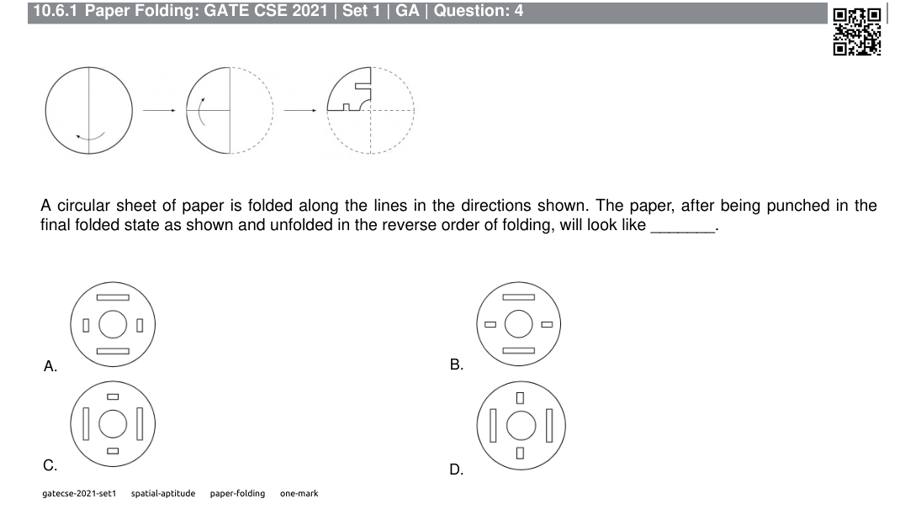 10.6.1 Paper Folding: GATE CSE 2021 | Set 1 | GA | Question: 4
A circular sheet of paper is folded along the lines in the directions shown. The paper, after being punched in the
final folded state as shown and unfolded in the reverse order of folding, will look like _______.
A.
B.
C.
D.
gatecse-2021-set1 spatial-aptitude paper-folding one-mark